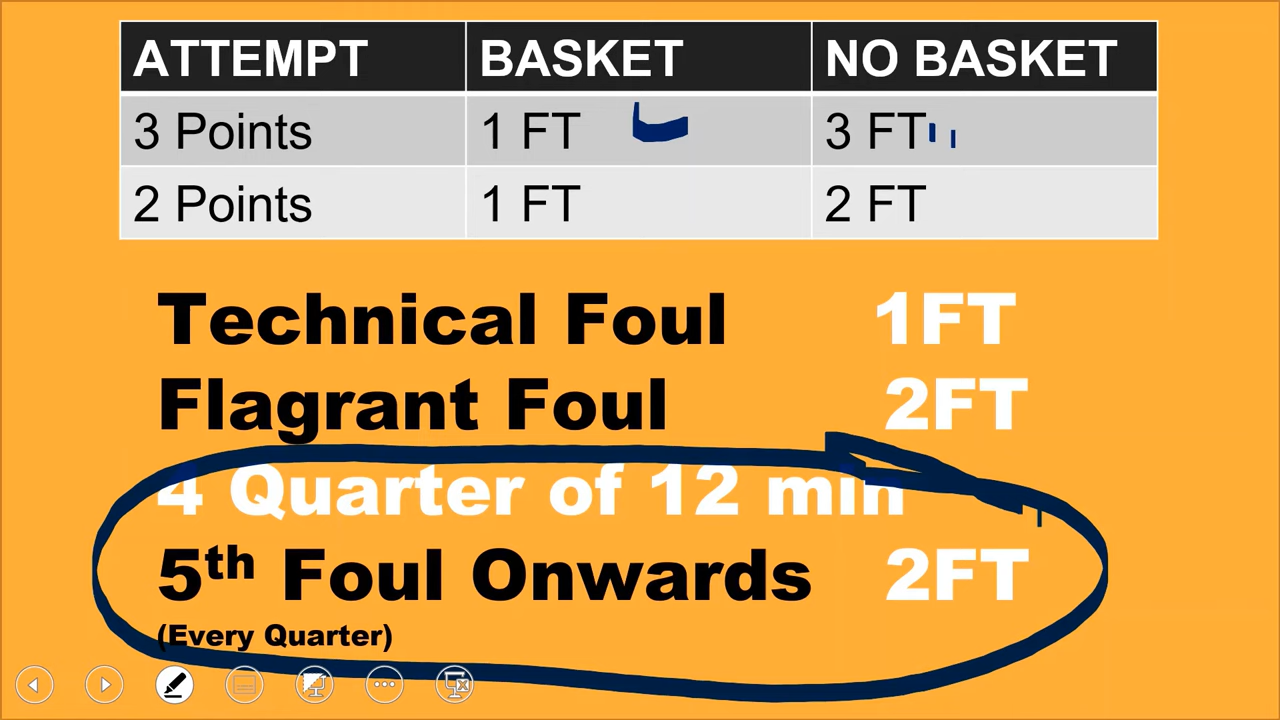 ATTEMPT BASKET NO BASKET
3 Points 1 FT 3 FT
2 Points 1 FT 2 FT
Technical Foul 1FT
Flagrant Foul 2FT
4 Quarter of 12 min
5th Foul Onwards 2FT
(Every Quarter)